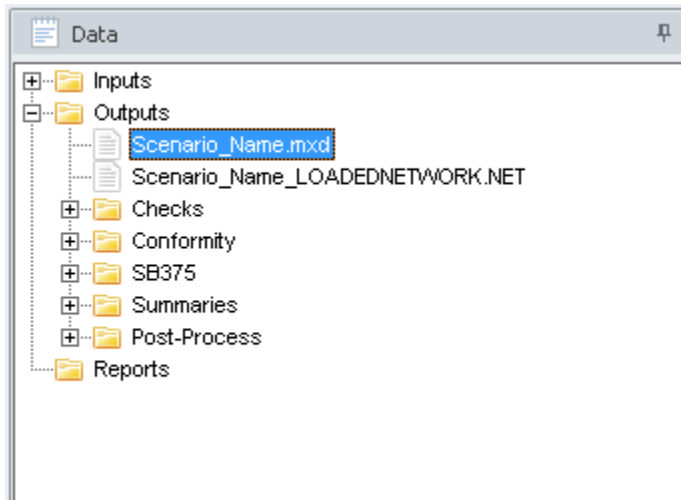 Data
Inputs
Outputs
Scenario_Name.mxd
Scenario_Name_LOADEDNETWORK.NET
Checks
Conformity
SB375
Summaries
Post-Process
Reports